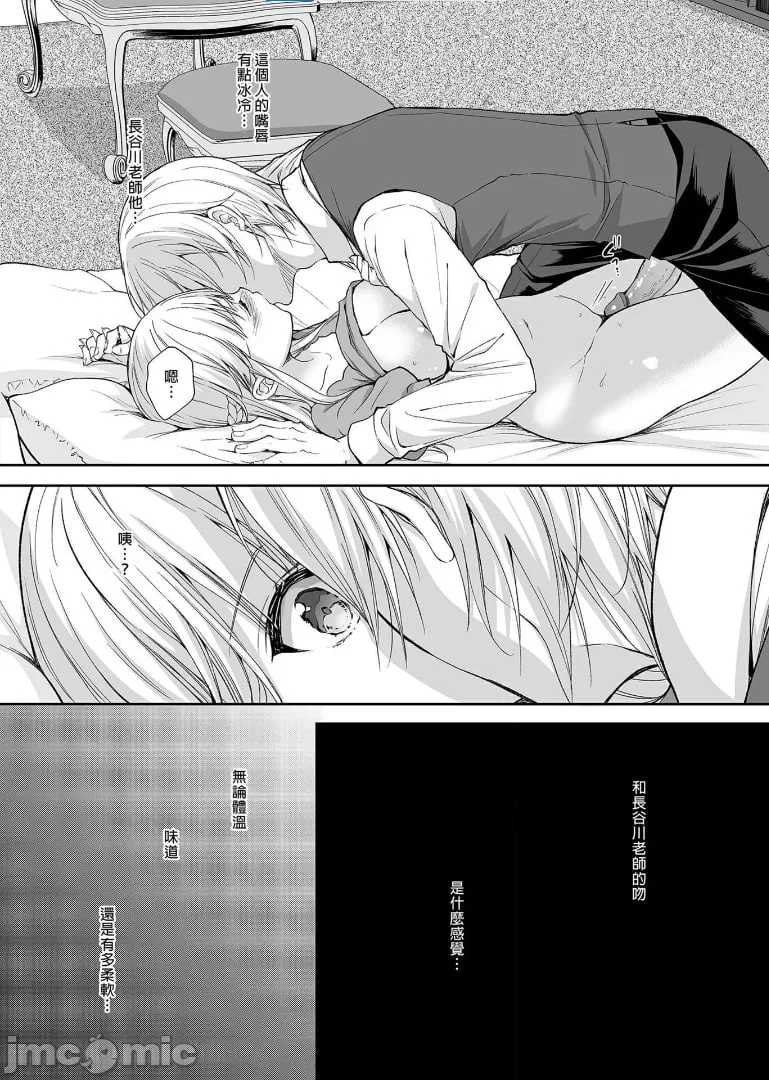 這個人的嘴唇
有點冰冷…
長谷川老師他…
嗯…
咦…?
和長谷川老師的吻
是什麼感覺…
無論體溫
味道
還是有多柔軟…
jmcomic